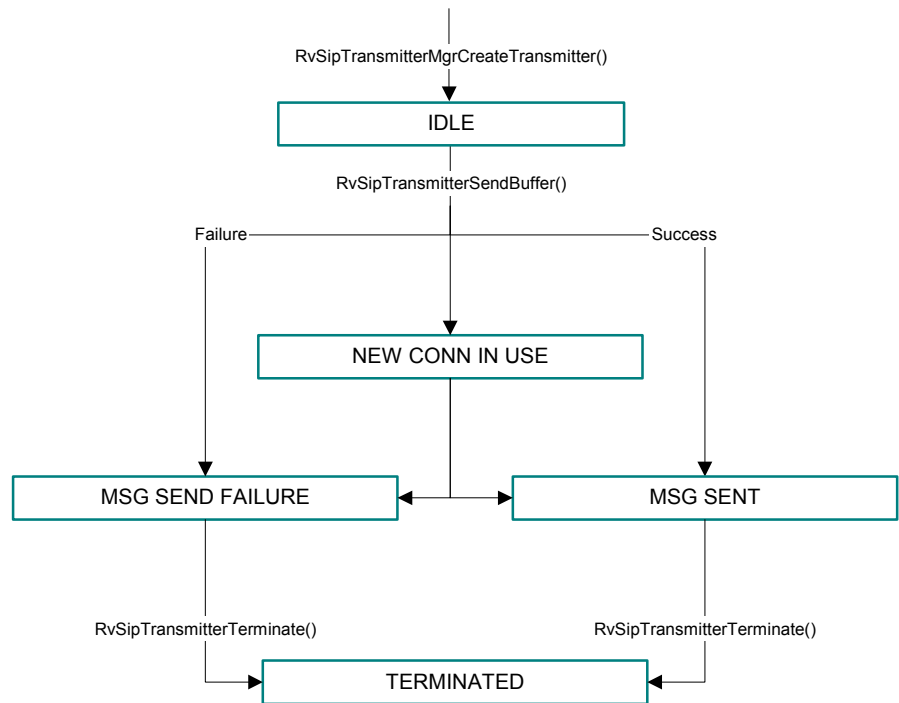 RvSipTransmitterMgrCreateTransmitter()
IDLE
RvSipTransmitterSendBuffer()
Failure
Success
NEW CONN IN USE
MSG SEND FAILURE
MSG SENT
RvSipTransmitterTerminate()
RvSipTransmitterTerminate()
TERMINATED